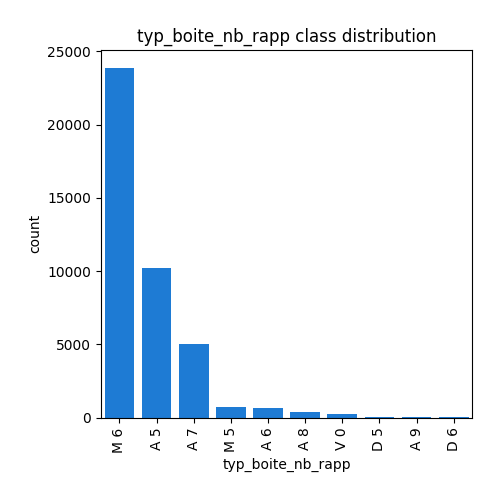 typ_boite_nb_rapp class distribution
25000
20000
15000
10000
5000
0
count
M 6
A 5
A 7
M 5
A 6
A 8
V 0
D 5
A 9
D 6
typ_boite_nb_rapp